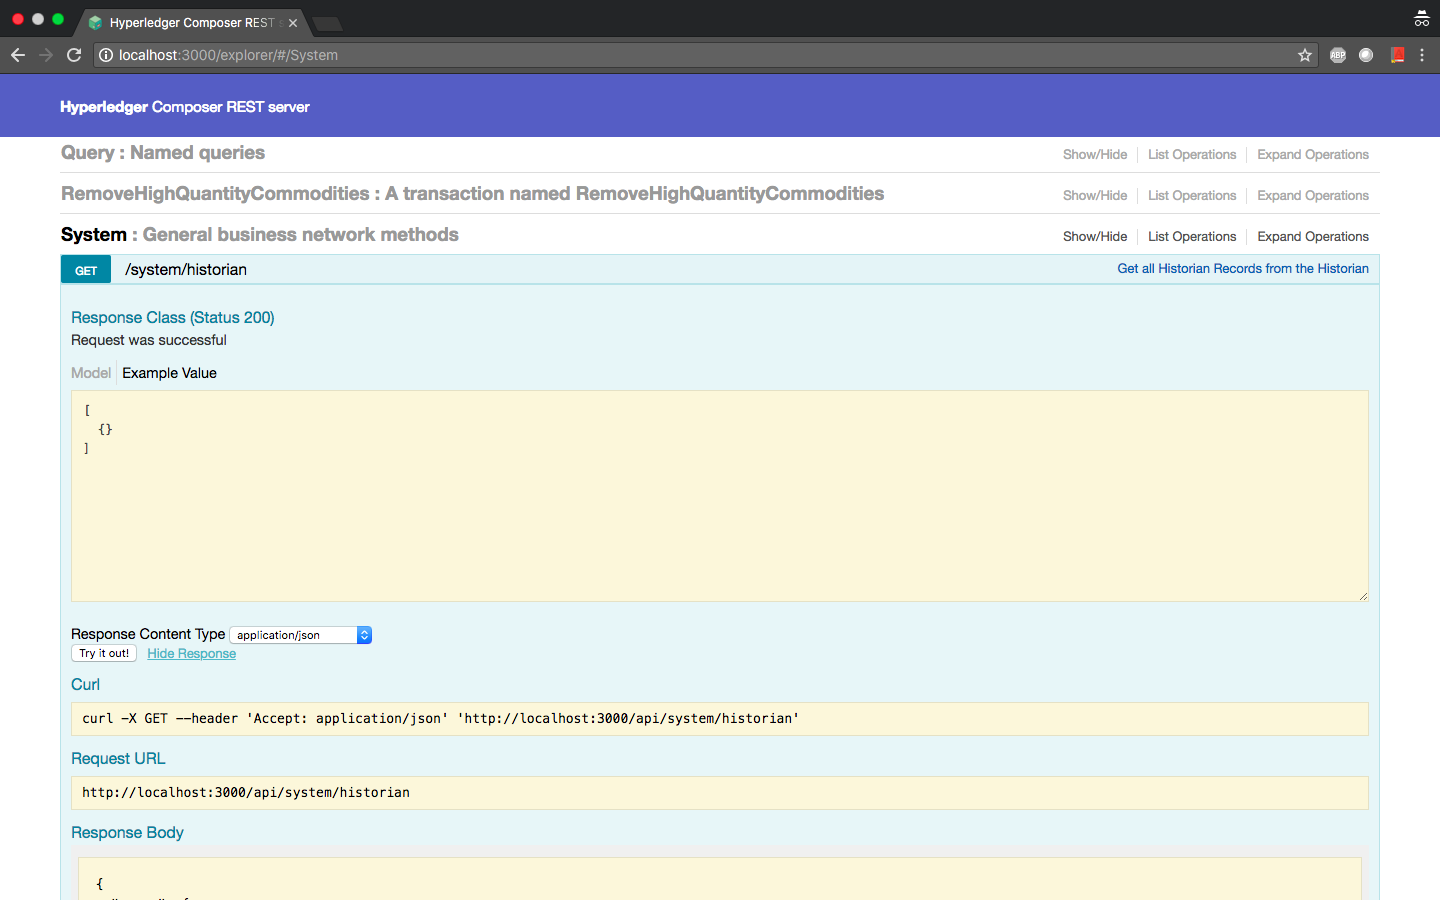 Hyperledger Composer REST s
localhost:3000/explorer/#/System
ABP
Hyperledger Composer REST server
Query : Named queries
Show/Hide List Operations Expand Operations
RemoveHighQuantityCommodities : A transaction named RemoveHighQuantityCommodities
Show/Hide List Operations Expand Operations
System : General business network methods
Show/Hide List Operations Expand Operations
GET /system/historian
Get all Historian Records from the Historian
Response Class (Status 200)
Request was successful
Model Example Value
[
{}
]
Response Content Type application/json
Try it out! Hide Response
Curl
curl -X GET --header 'Accept: application/json' 'http://localhost:3000/api/system/historian'
Request URL
http://localhost:3000/api/system/historian
Response Body
{